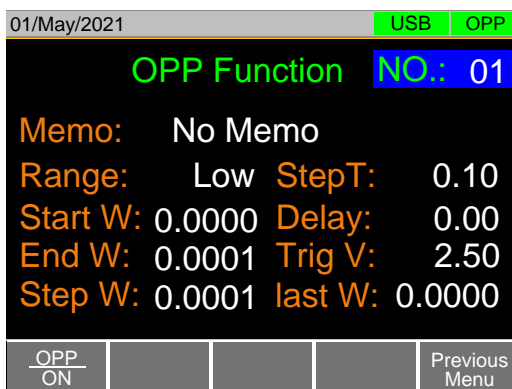 01/May/2021 USB OPP
OPP Function NO.: 01
Memo: No Memo
Range: Low StepT: 0.10
Start W: 0.0000 Delay: 0.00
End W: 0.0001 Trig V: 2.50
Step W: 0.0001 last W: 0.0000
OPP
ON
Previous
Menu